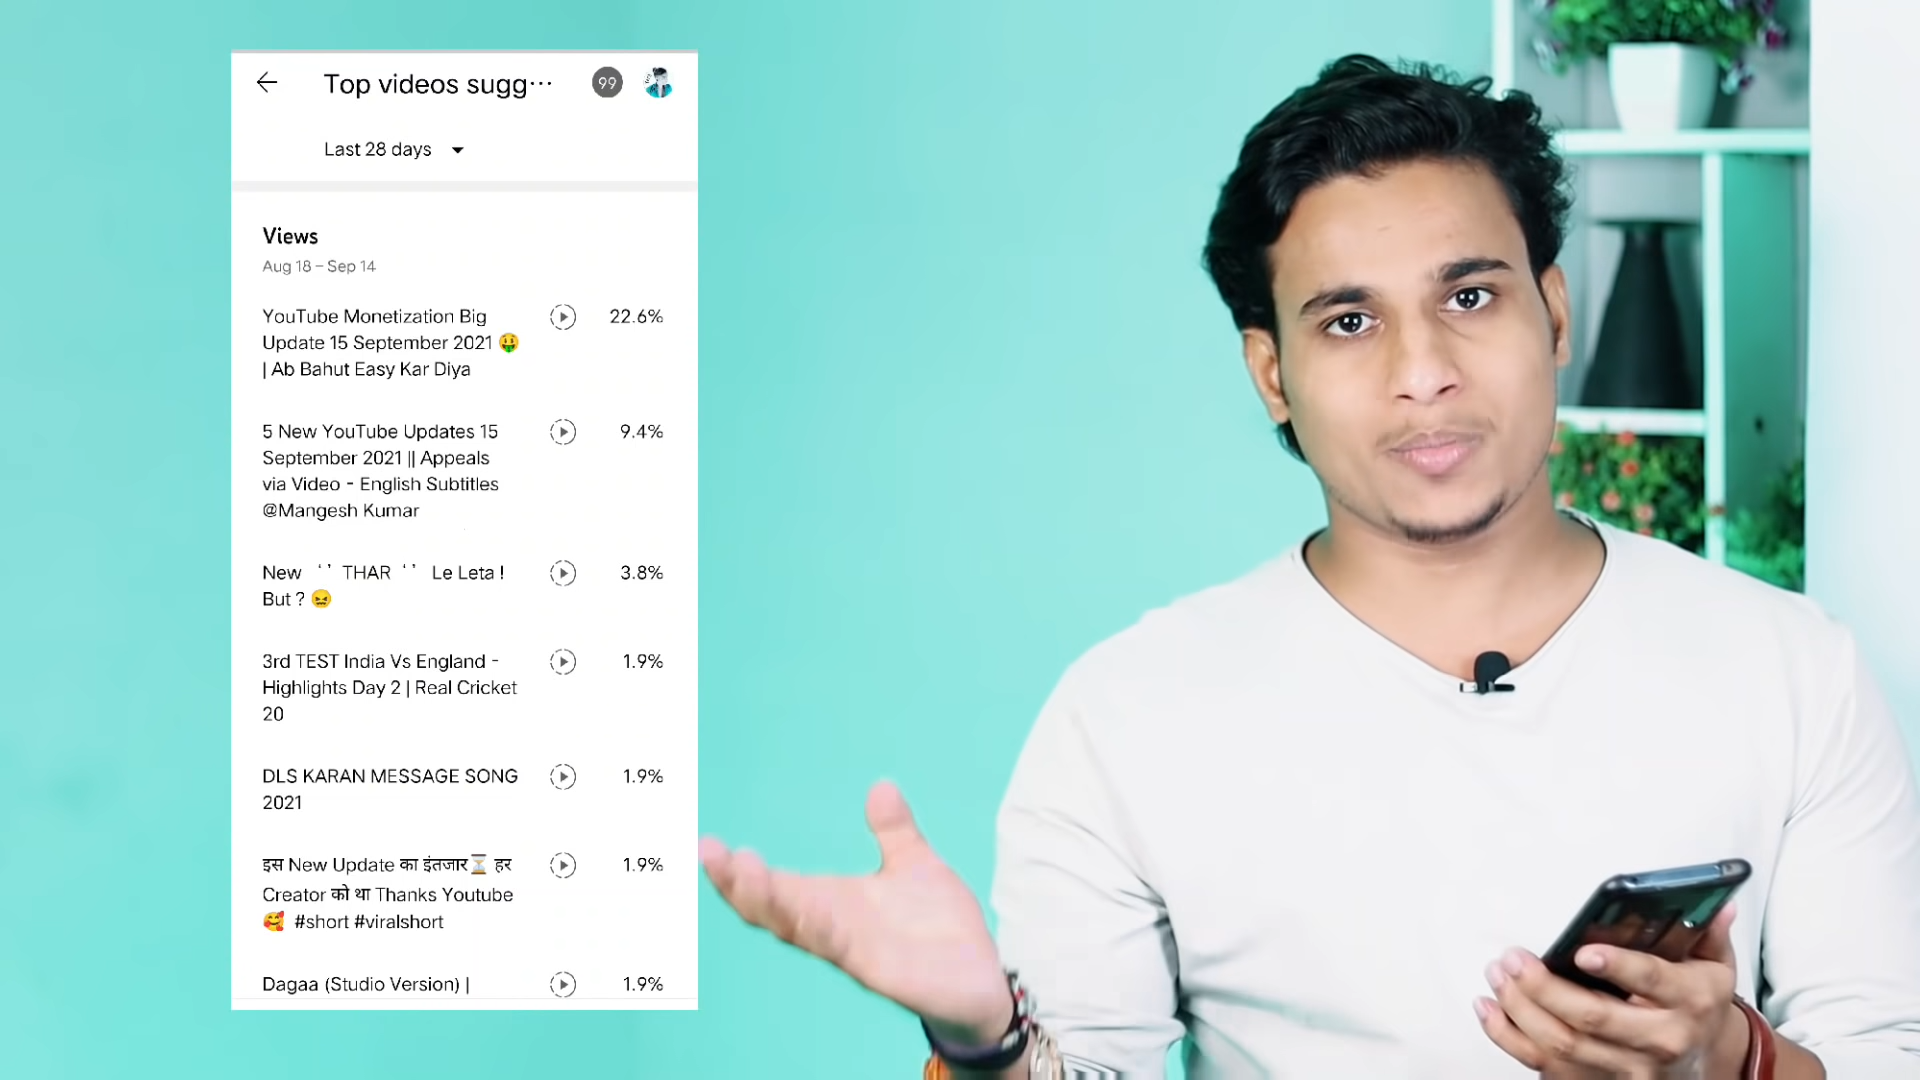 Top videos sugg...
99
Last 28 days
Views
Aug 18 – Sep 14
YouTube Monetization Big
Update 15 September 2021 🤑
| Ab Bahut Easy Kar Diya
22.6%
5 New YouTube Updates 15
September 2021 || Appeals
via Video - English Subtitles
@Mangesh Kumar
9.4%
New ‘’ THAR ‘’ Le Leta !
But ? 😖
3.8%
3rd TEST India Vs England -
Highlights Day 2 | Real Cricket
20
1.9%
DLS KARAN MESSAGE SONG
2021
1.9%
इस New Update का इंतजार⏳ हर
Creator को था Thanks Youtube
🥰 #short #viralshort
1.9%
Dagaa (Studio Version) |
1.9%